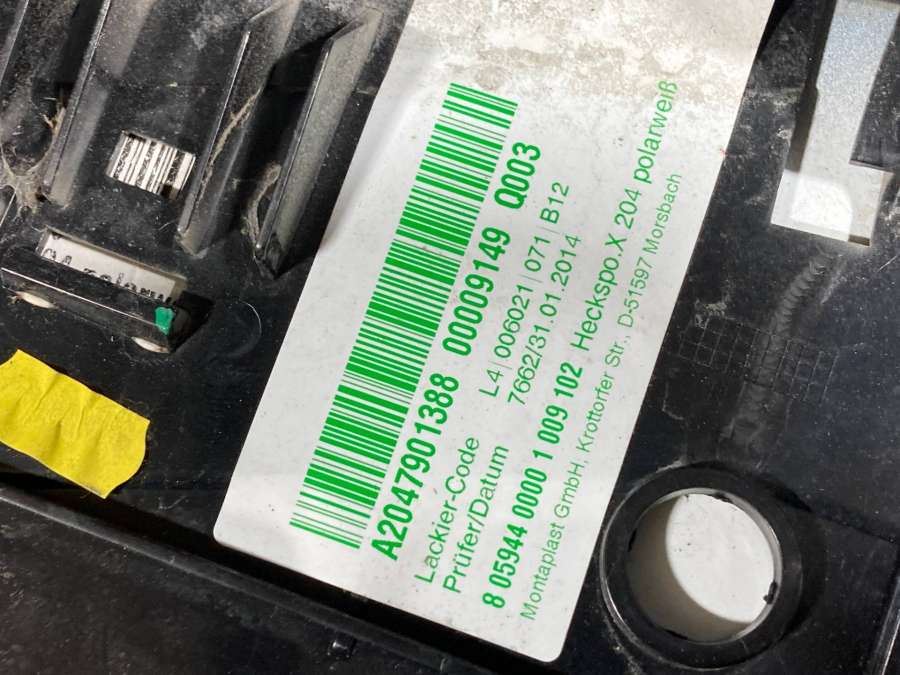 A2047901388 00009149 Q003
Lackier-Code L4|006021|071|B12
Prüfer/Datum 7662/31.01.2014
8 05944 0000 1 009 102 Heckspo.X 204 polarweiß
Montaplast GmbH, Krottorfer Str., D-51597 Morsbach